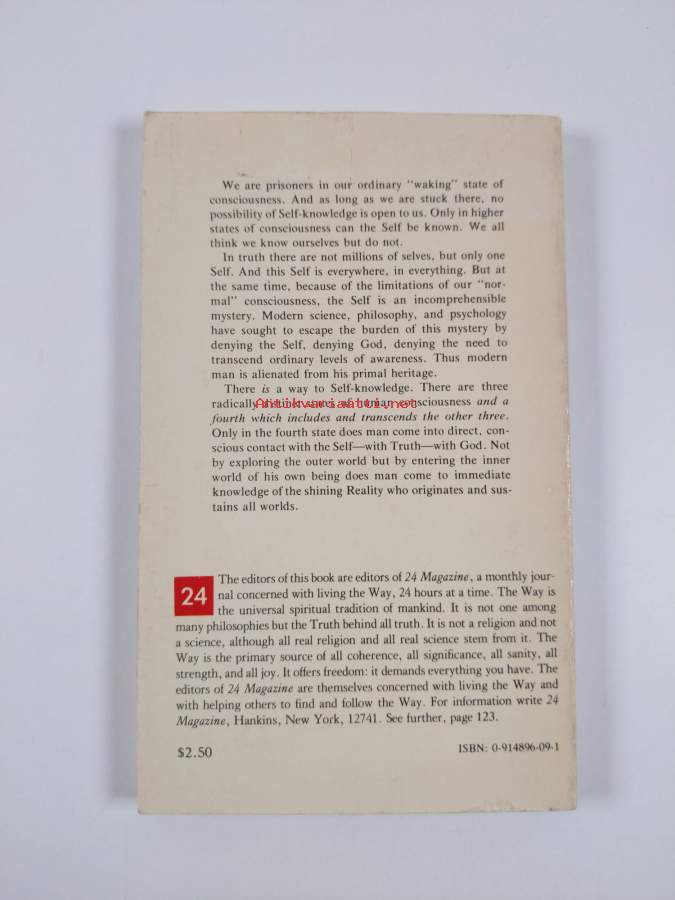 We are prisoners in our ordinary "waking" state of
consciousness. And as long as we are stuck there, no
possibility of Self-knowledge is open to us. Only in higher
states of consciousness can the Self be known. We all
think we know ourselves but do not.
In truth there are not millions of selves, but only one
Self. And this Self is everywhere, in everything. But at
the same time, because of the limitations of our "nor-
mal" consciousness, the Self is an incomprehensible
mystery. Modern science, philosophy, and psychology
have sought to escape the burden of this mystery by
denying the Self, denying God, denying the need to
transcend ordinary levels of awareness. Thus modern
man is alienated from his primal heritage.
There is a way to Self-knowledge. There are three
radically consciousness and a
Antikvariaatti.net
fourth which includes and transcends the other three.
Only in the fourth state does man come into direct, con-
scious contact with the Self—with Truth—with God. Not
by exploring the outer world but by entering the inner
world of his own being does man come to immediate
knowledge of the shining Reality who originates and sus-
tains all worlds.
24
The editors of this book are editors of 24 Magazine, a monthly jour-
nal concerned with living the Way, 24 hours at a time. The Way is
the universal spiritual tradition of mankind. It is not one among
many philosophies but the Truth behind all truth. It is not a religion and not
a science, although all real religion and all real science stem from it. The
Way is the primary source of all coherence, all significance, all sanity, all
strength, and all joy. It offers freedom: it demands everything you have. The
editors of 24 Magazine are themselves concerned with living the Way and
with helping others to find and follow the Way. For information write 24
Magazine, Hankins, New York, 12741. See further, page 123.
$2.50
ISBN: 0-914896-09-1